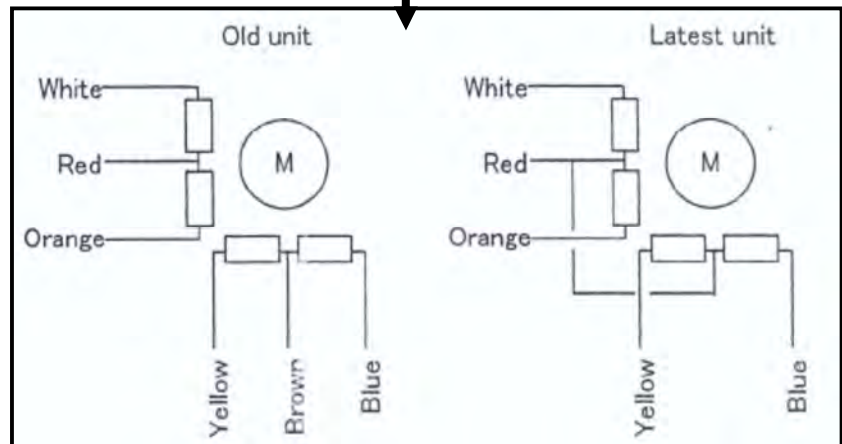 Old unit
White
Red
M
Orange
Yellow
Brown
Blue
Latest unit
White
Red
M
Orange
Yellow
Blue